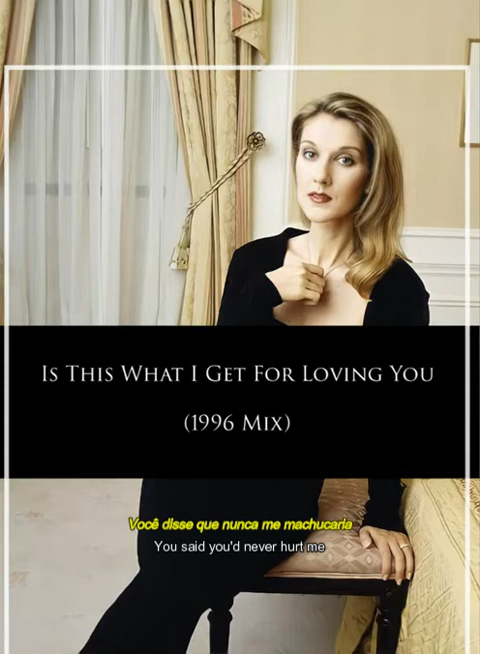 Is This What I Get For Loving You
(1996 Mix)
Você disse que nunca me machucaria
You said you'd never hurt me